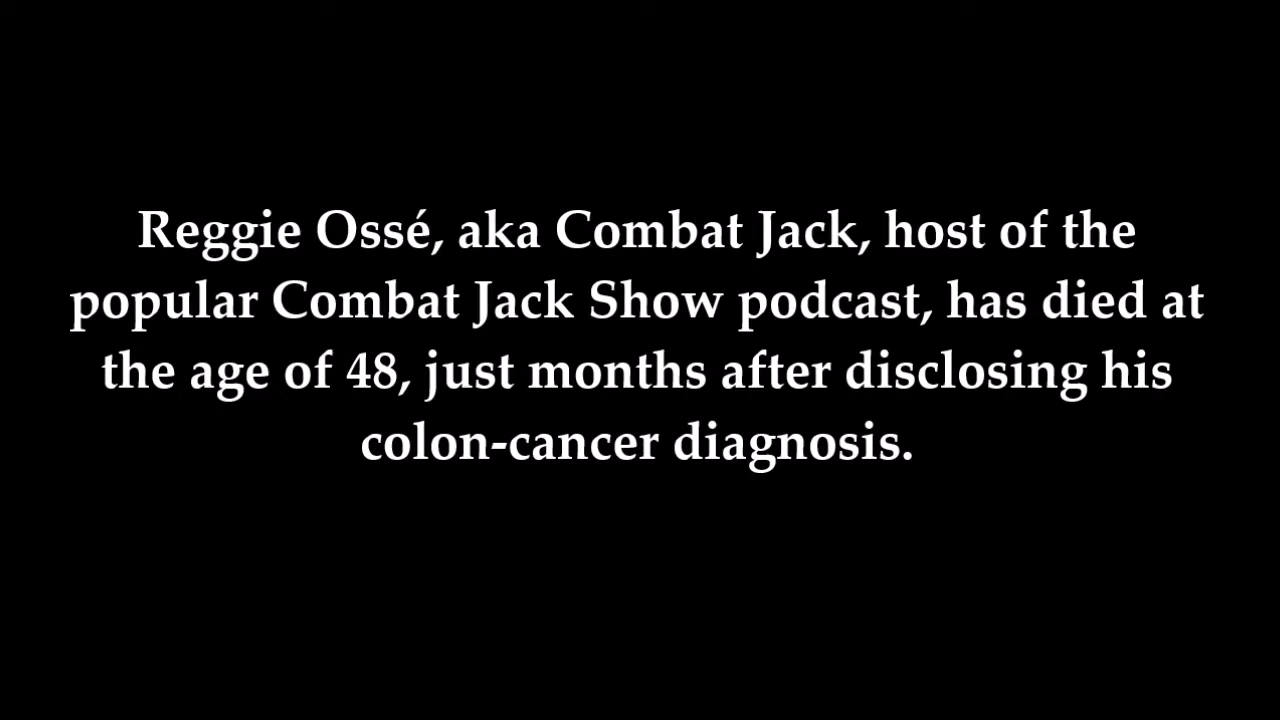 Reggie Ossé, aka Combat Jack, host of the
popular Combat Jack Show podcast, has died at
the age of 48, just months after disclosing his
colon-cancer diagnosis.